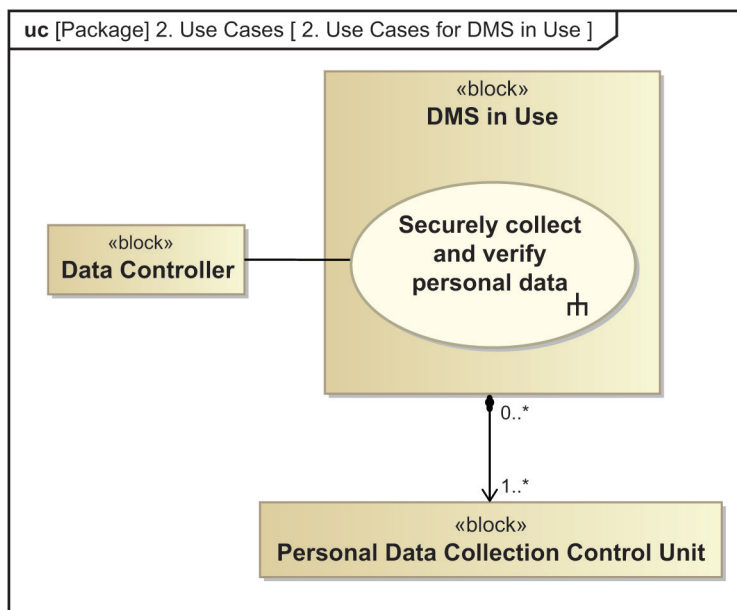 uc [Package] 2. Use Cases [ 2. Use Cases for DMS in Use ]
«block»
DMS in Use
Securely collect
and verify
personal data
«block»
Data Controller
0..*
1..*
«block»
Personal Data Collection Control Unit